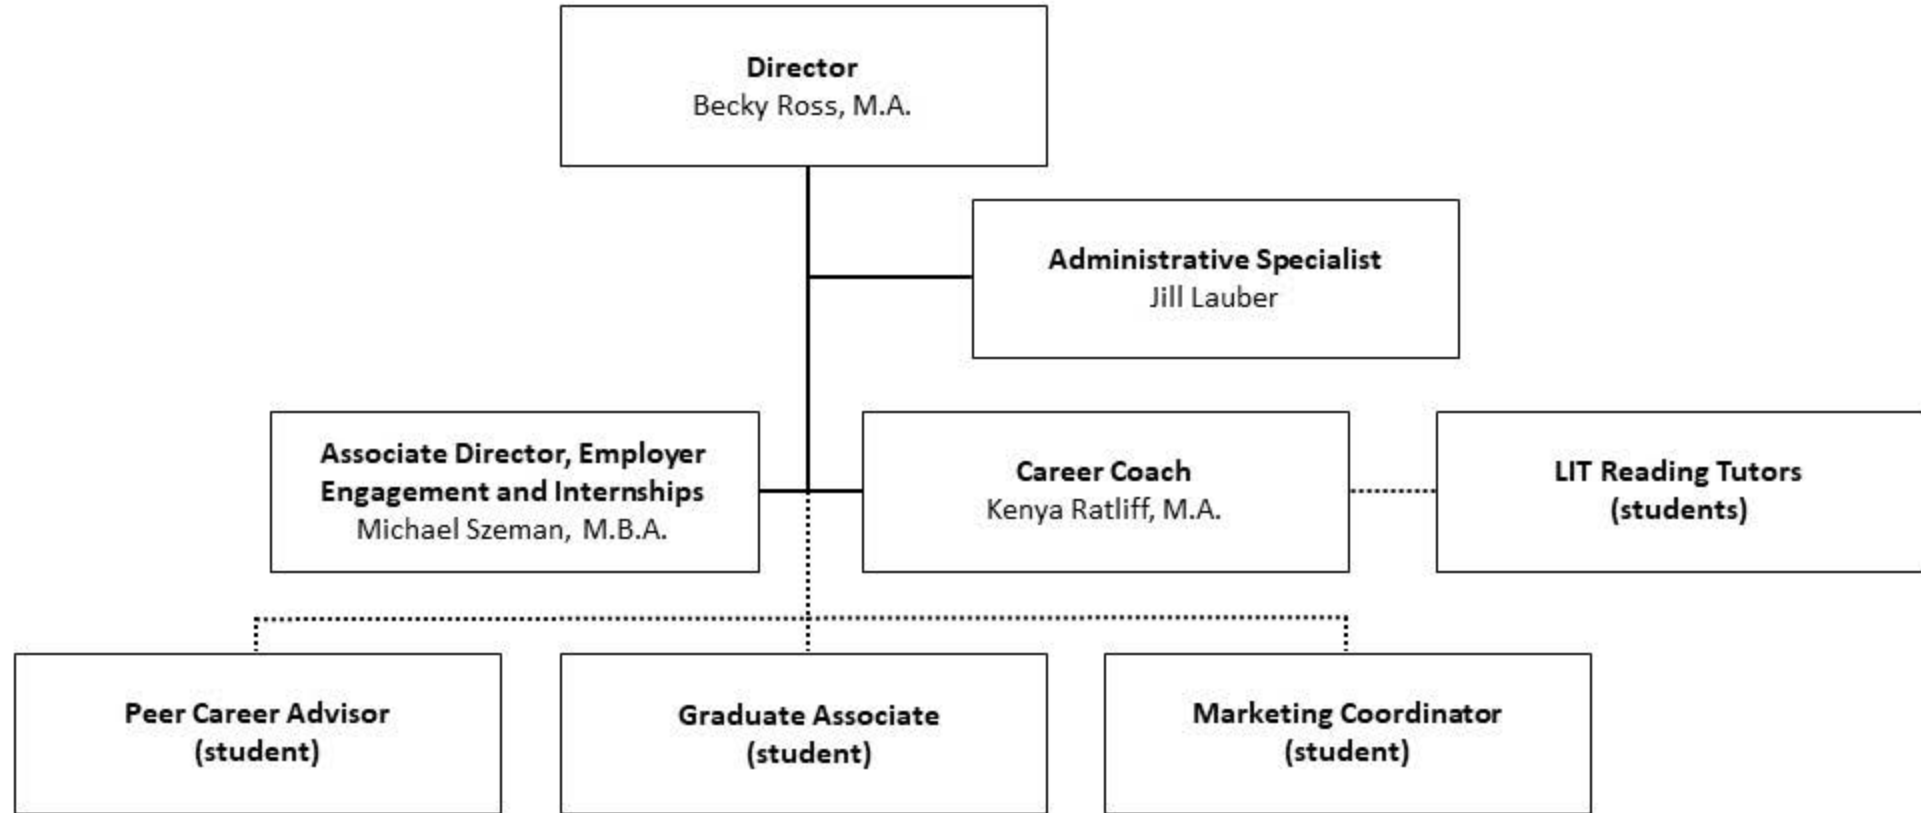 Director
Becky Ross, M.A.
Administrative Specialist
Jill Lauber
Associate Director, Employer
Engagement and Internships
Michael Szeman, M.B.A.
Career Coach
Kenya Ratliff, M.A.
LIT Reading Tutors
(students)
Peer Career Advisor
(student)
Graduate Associate
(student)
Marketing Coordinator
(student)